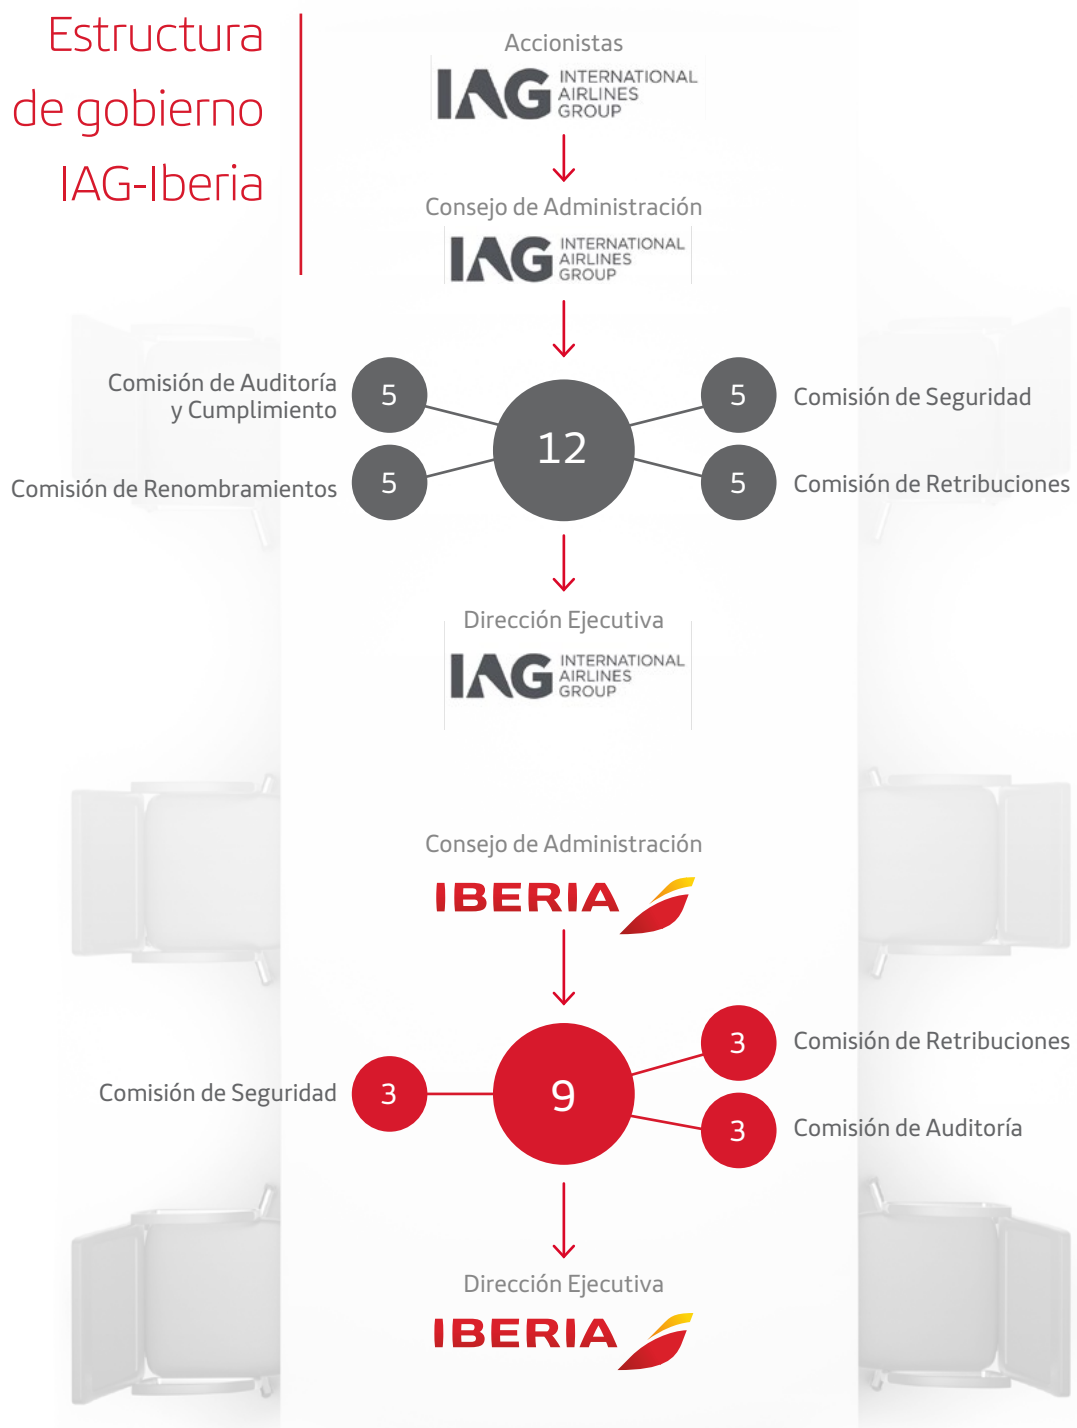 Estructura
de gobierno
IAG-Iberia
Accionistas
IAG INTERNATIONAL
AIRLINES
GROUP
Consejo de Administración
IAG INTERNATIONAL
AIRLINES
GROUP
Comisión de Auditoría
y Cumplimiento
5
5
Comisión de Seguridad
12
Comisión de Renombramientos
5
5
Comisión de Retribuciones
Dirección Ejecutiva
IAG INTERNATIONAL
AIRLINES
GROUP
Consejo de Administración
IBERIA
3
Comisión de Retribuciones
Comisión de Seguridad
3
9
3
Comisión de Auditoría
Dirección Ejecutiva
IBERIA